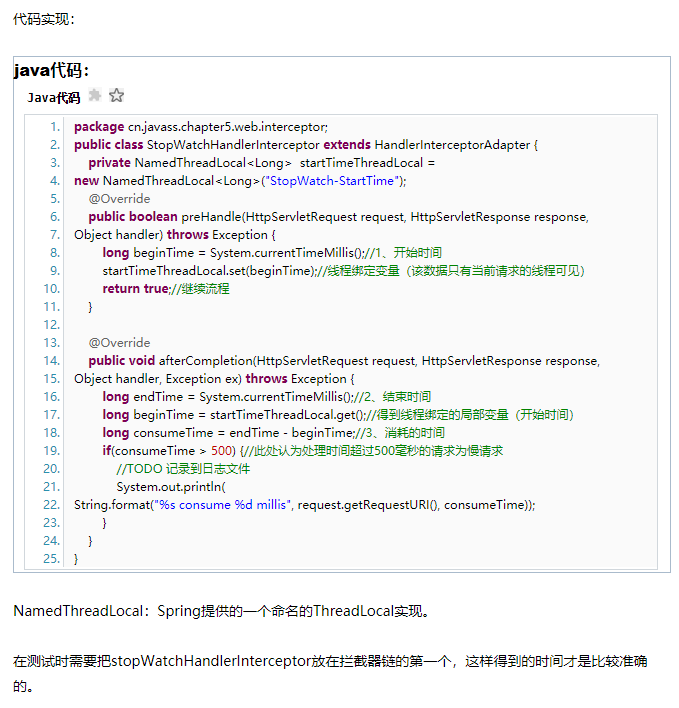 代码实现：
java代码：
Java代码
1. package cn.javass.chapter5.web.interceptor;
2. public class StopWatchHandlerInterceptor extends HandlerInterceptorAdapter {
3.     private NamedThreadLocal<Long>  startTimeThreadLocal =
4. new NamedThreadLocal<Long>("StopWatch-StartTime");
5.     @Override
6.     public boolean preHandle(HttpServletRequest request, HttpServletResponse response,
7. Object handler) throws Exception {
8.         long beginTime = System.currentTimeMillis();//1、开始时间
9.         startTimeThreadLocal.set(beginTime);//线程绑定变量（该数据只有当前请求的线程可见）
10.         return true;//继续流程
11.     }
12.
13.     @Override
14.     public void afterCompletion(HttpServletRequest request, HttpServletResponse response,
15. Object handler, Exception ex) throws Exception {
16.         long endTime = System.currentTimeMillis();//2、结束时间
17.         long beginTime = startTimeThreadLocal.get();//得到线程绑定的局部变量（开始时间）
18.         long consumeTime = endTime - beginTime;//3、消耗的时间
19.         if(consumeTime > 500) {//此处认为处理时间超过500毫秒的请求为慢请求
20.             //TODO 记录到日志文件
21.             System.out.println(
22. String.format("%s consume %d millis", request.getRequestURI(), consumeTime));
23.         }
24.     }
25. }
NamedThreadLocal：Spring提供的一个命名的ThreadLocal实现。
在测试时需要把stopWatchHandlerInterceptor放在拦截器链的第一个，这样得到的时间才是比较准确
的。